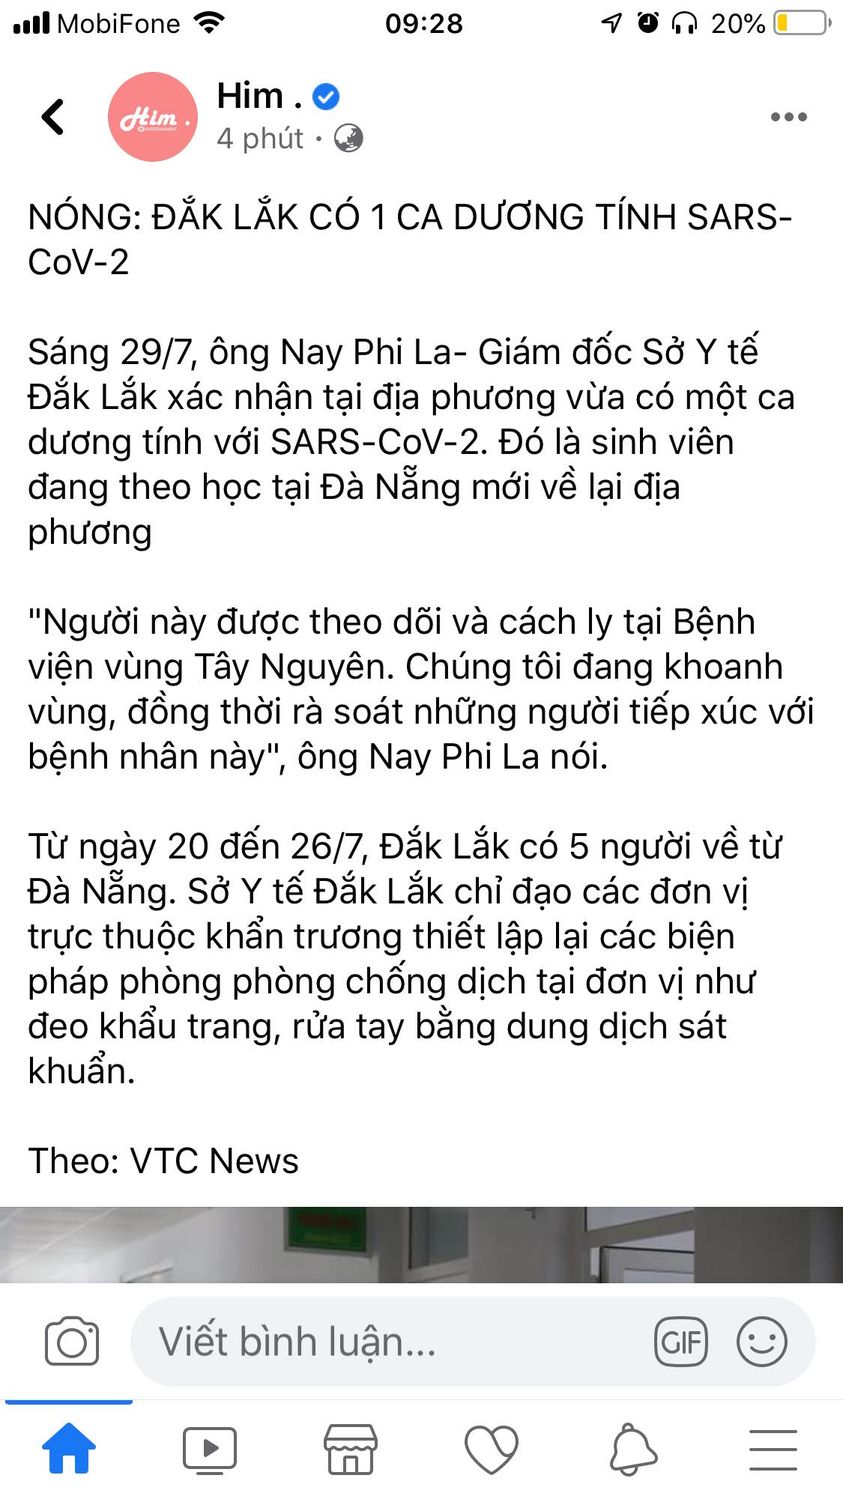 MobiFone 09:28 20%
Him .
Him .
4 phút ·
NÓNG: ĐẮK LẮK CÓ 1 CA DƯƠNG TÍNH SARS-
CoV-2
Sáng 29/7, ông Nay Phi La- Giám đốc Sở Y tế
Đắk Lắk xác nhận tại địa phương vừa có một ca
dương tính với SARS-CoV-2. Đó là sinh viên
đang theo học tại Đà Nẵng mới về lại địa
phương
"Người này được theo dõi và cách ly tại Bệnh
viện vùng Tây Nguyên. Chúng tôi đang khoanh
vùng, đồng thời rà soát những người tiếp xúc với
bệnh nhân này", ông Nay Phi La nói.
Từ ngày 20 đến 26/7, Đắk Lắk có 5 người về từ
Đà Nẵng. Sở Y tế Đắk Lắk chỉ đạo các đơn vị
trực thuộc khẩn trương thiết lập lại các biện
pháp phòng phòng chống dịch tại đơn vị như
đeo khẩu trang, rửa tay bằng dung dịch sát
khuẩn.
Theo: VTC News
Viết bình luận... GIF